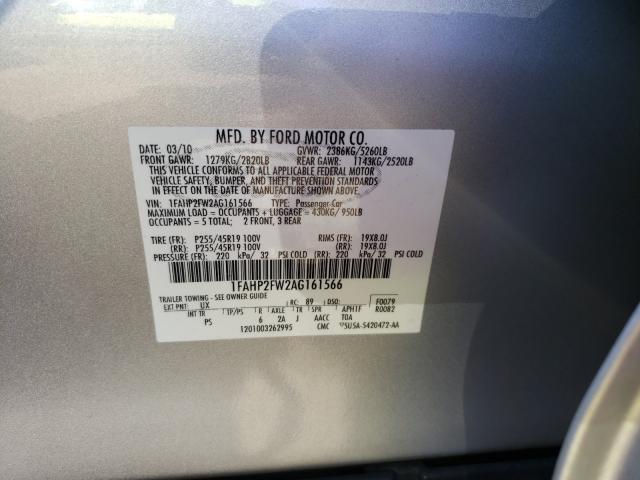 MFD. BY FORD MOTOR CO.
DATE: 03/10 GVWR: 2386KG/5260LB
FRONT GAWR: 1279KG/2820LB REAR GAWR: 1143KG/2520LB
THIS VEHICLE CONFORMS TO ALL APPLICABLE FEDERAL MOTOR
VEHICLE SAFETY, BUMPER, AND THEFT PREVENTION STANDARDS
IN EFFECT ON THE DATE OF MANUFACTURE SHOWN ABOVE.
VIN: 1FAHP2FW2AG161566 TYPE: Passenger Car
MAXIMUM LOAD = OCCUPANTS + LUGGAGE = 430KG/ 950LB
OCCUPANTS = 5 TOTAL; 2 FRONT, 3 REAR
TIRE (FR): P255/45R19 100V RIMS (FR): 19X8.0J
(RR): P255/45R19 100V (RR): 19X8.0J
PRESSURE (FR): 220 kPa/ 32 PSI COLD (RR): 220 kPa/ 32 PSI COLD
1FAHP2FW2AG161566
TRAILER TOWING - SEE OWNER GUIDE
EXT PNT: UX RC: 89 DSO: F0079
INT TR TP/PS R AXLE TR SPR APH1F R0082
PS 6 2A J AACC TOA
1201003262995 CMC 5U5A-5420472-AA